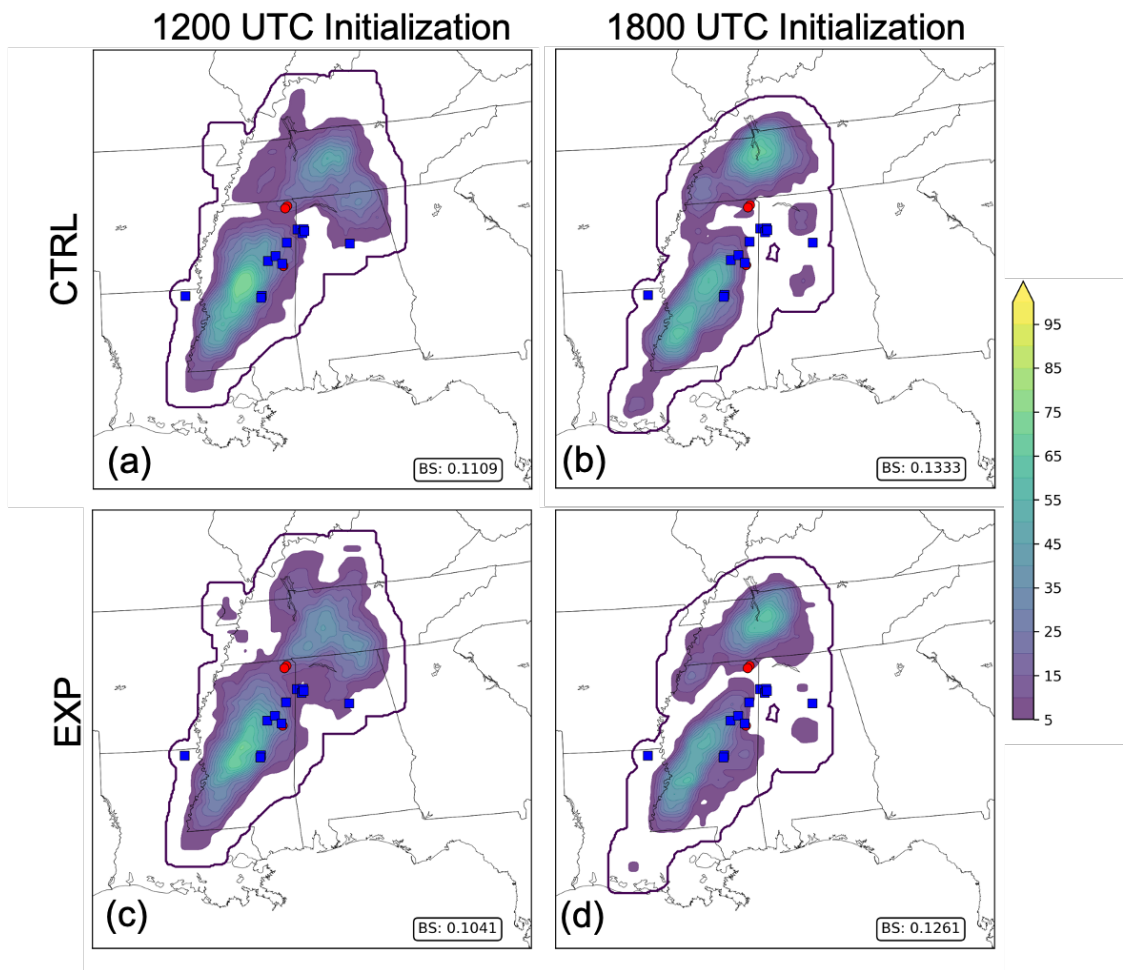 1200 UTC Initialization
1800 UTC Initialization
CTRL
(a)
BS: 0.1109
(b)
BS: 0.1333
EXP
(c)
BS: 0.1041
(d)
BS: 0.1261
95
85
75
65
55
45
35
25
15
5